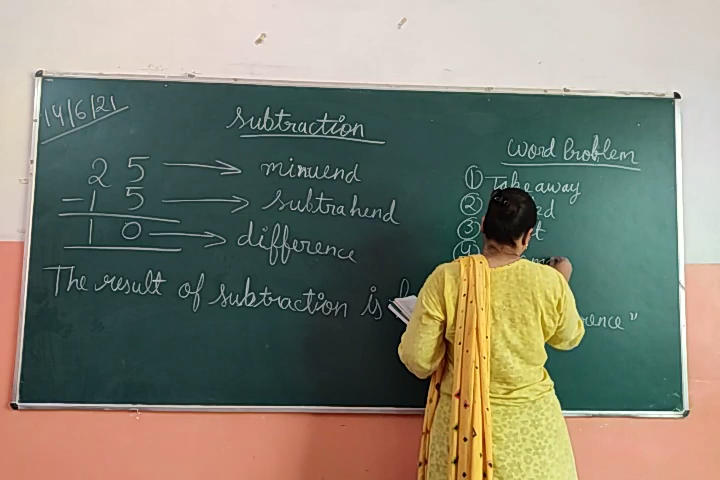 14/6/21
Subtraction
25 → minuend
-15 → subtrahend
10 → difference
The result of subtraction is
Word Problem
① Take away
②
③
④